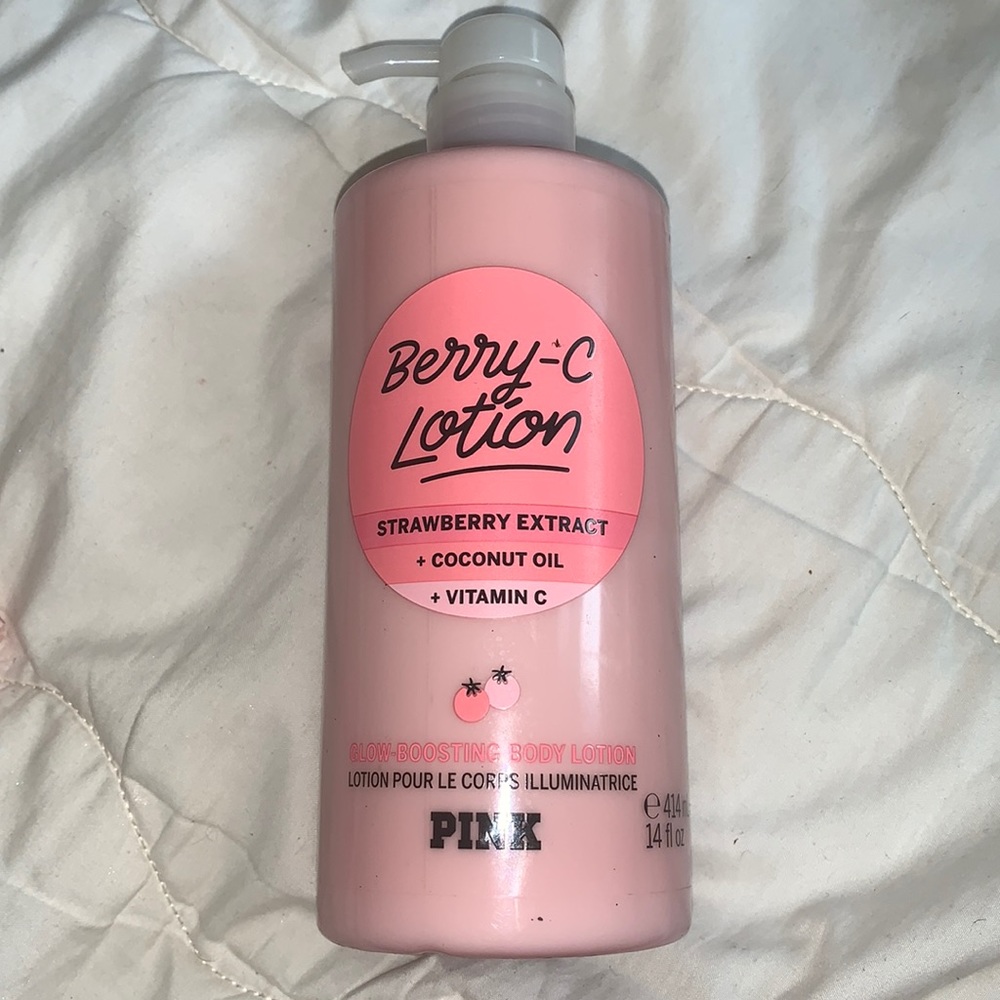 Berry-C
Lotion
STRAWBERRY EXTRACT
+ COCONUT OIL
+ VITAMIN C
GLOW-BOOSTING BODY LOTION
LOTION POUR LE CORPS ILLUMINATRICE
PINK
e 414 m
14 fl oz